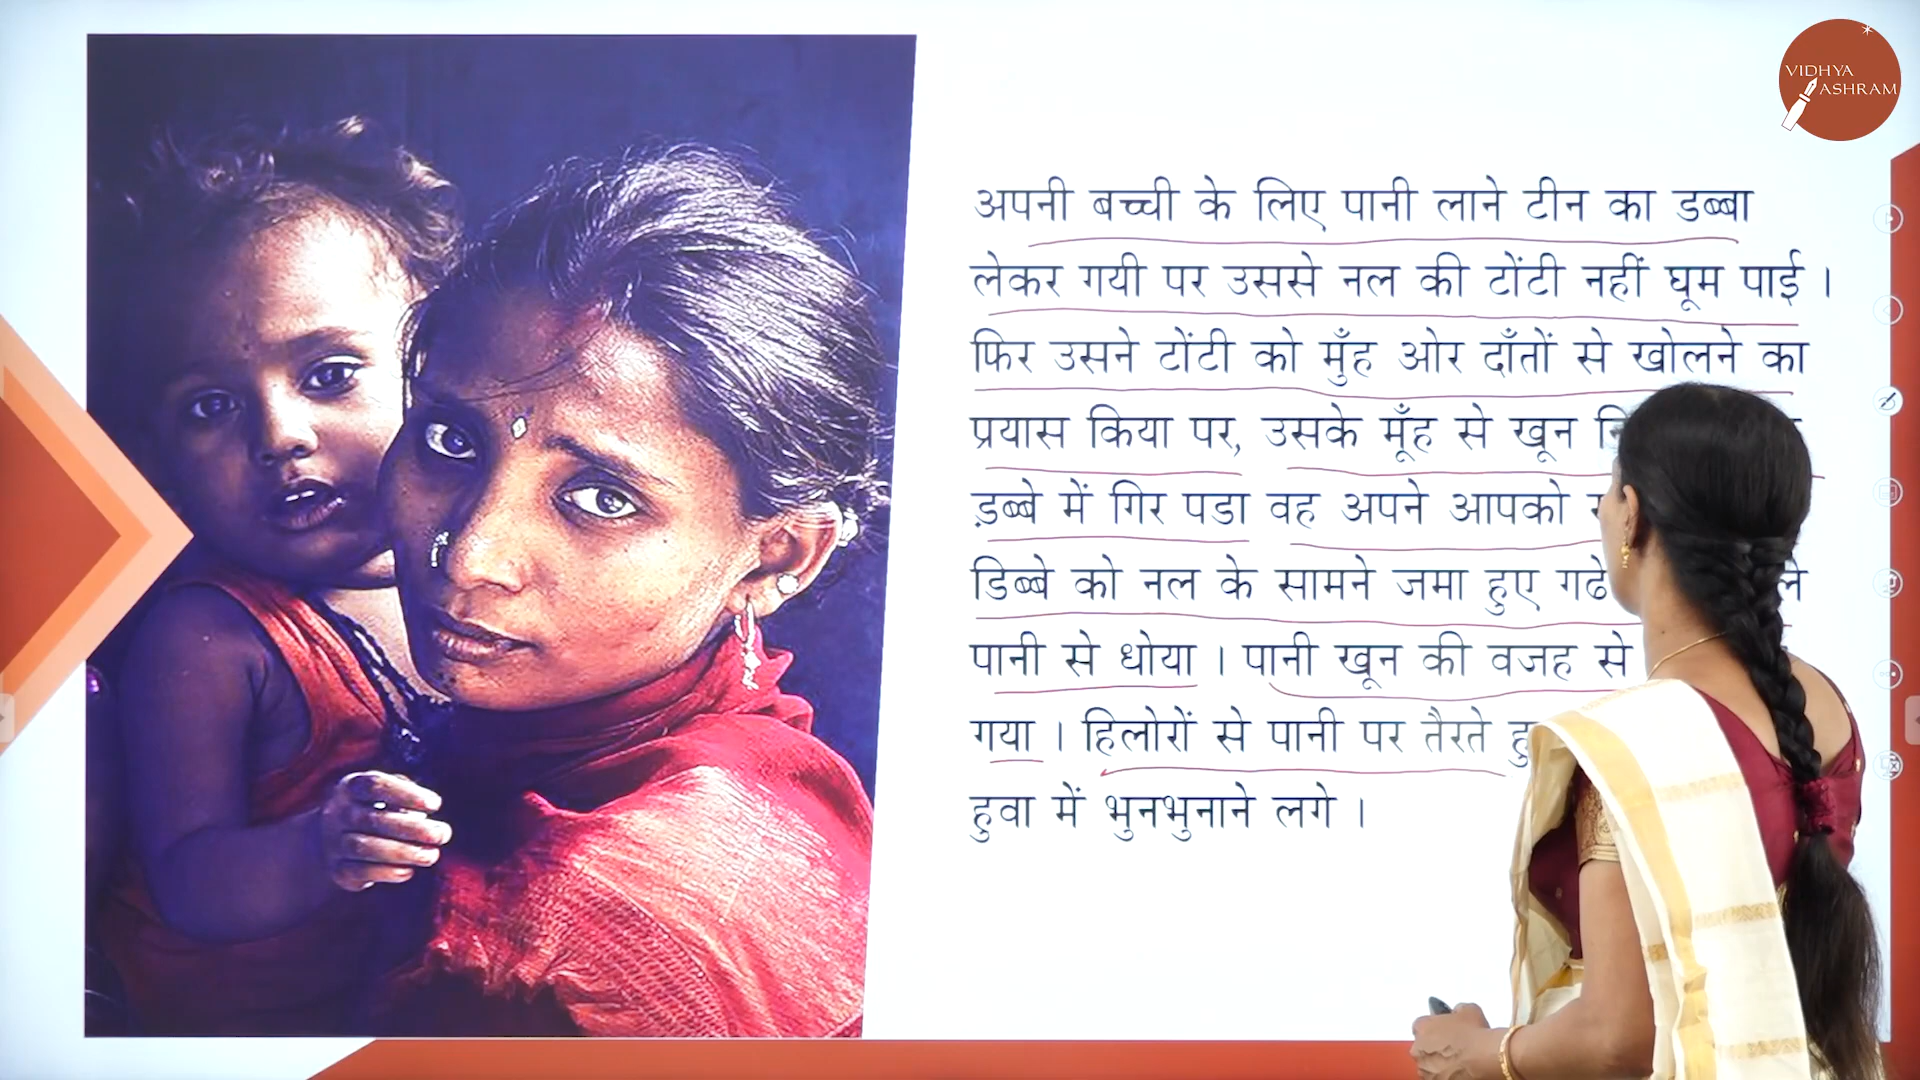 VIDHYA
ASHRAM
अपनी बच्ची के लिए पानी लाने टीन का डब्बा
लेकर गयी पर उससे नल की टोंटी नहीं घूम पाई ।
फिर उसने टोंटी को मुँह ओर दाँतों से खोलने का
प्रयास किया पर, उसके मूँह से खून
ड़ब्बे में गिर पडा वह अपने आपको
डिब्बे को नल के सामने जमा हुए गढे
पानी से धोया । पानी खून की वजह से
गया । हिलोरों से पानी पर तैरते
हुवा में भुनभुनाने लगे ।